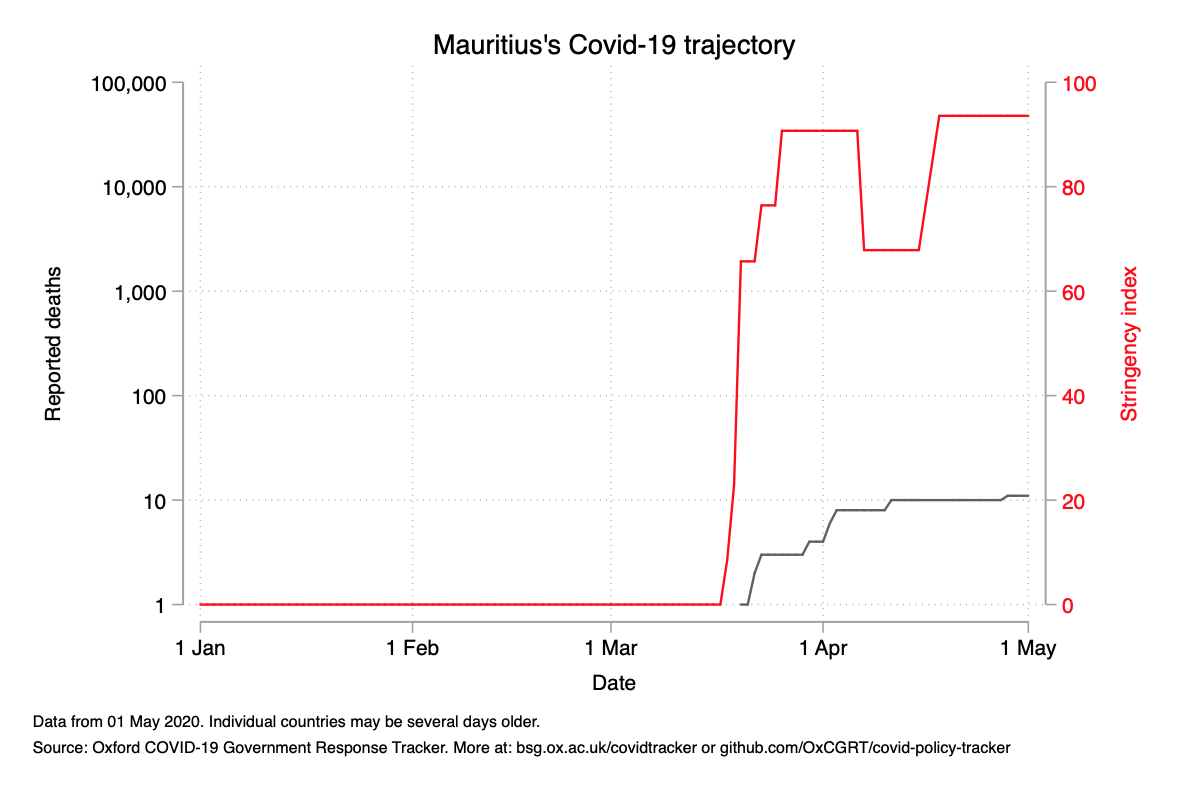 Mauritius's Covid-19 trajectory
100,000
10,000
1,000
100
10
1
Reported deaths
100
80
60
40
20
0
Stringency index
1 Jan
1 Feb
1 Mar
1 Apr
1 May
Date
Data from 01 May 2020. Individual countries may be several days older.
Source: Oxford COVID-19 Government Response Tracker. More at: bsg.ox.ac.uk/covidtracker or github.com/OxCGRT/covid-policy-tracker